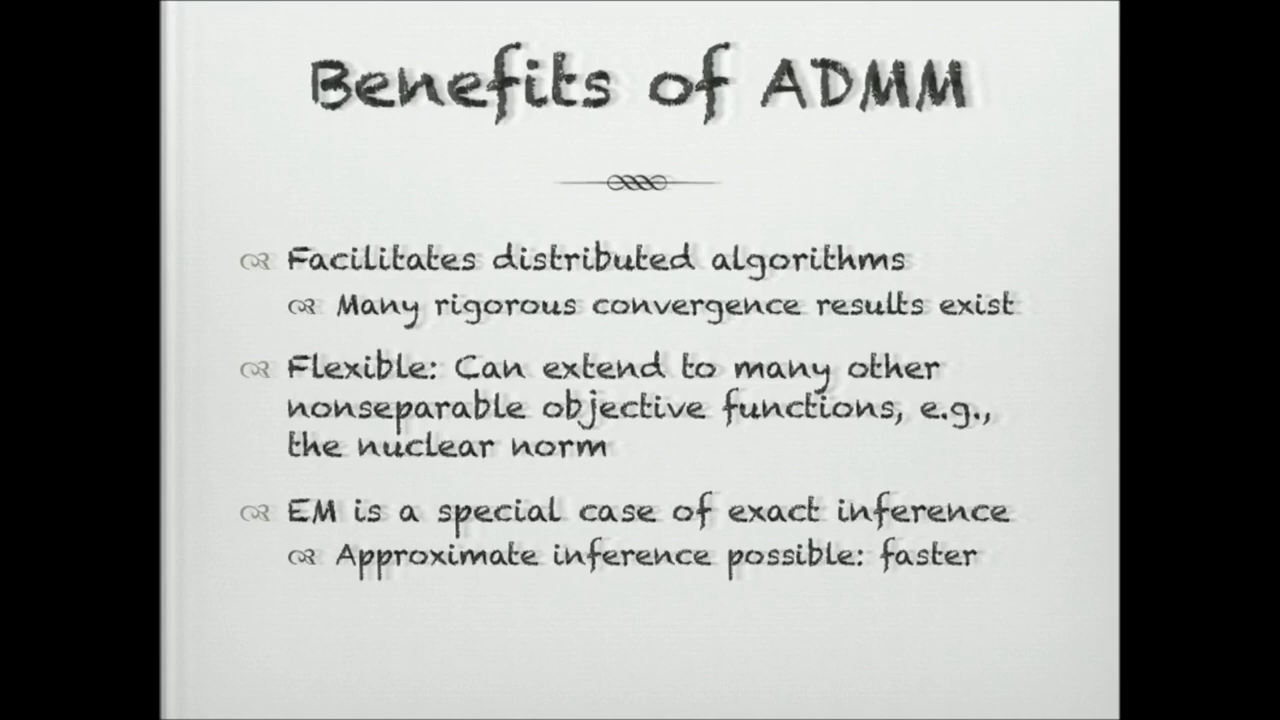 Benefits of ADMM
Facilitates distributed algorithms
Many rigorous convergence results exist
Flexible: Can extend to many other
nonseparable objective functions, e.g.,
the nuclear norm
EM is a special case of exact inference
Approximate inference possible: faster